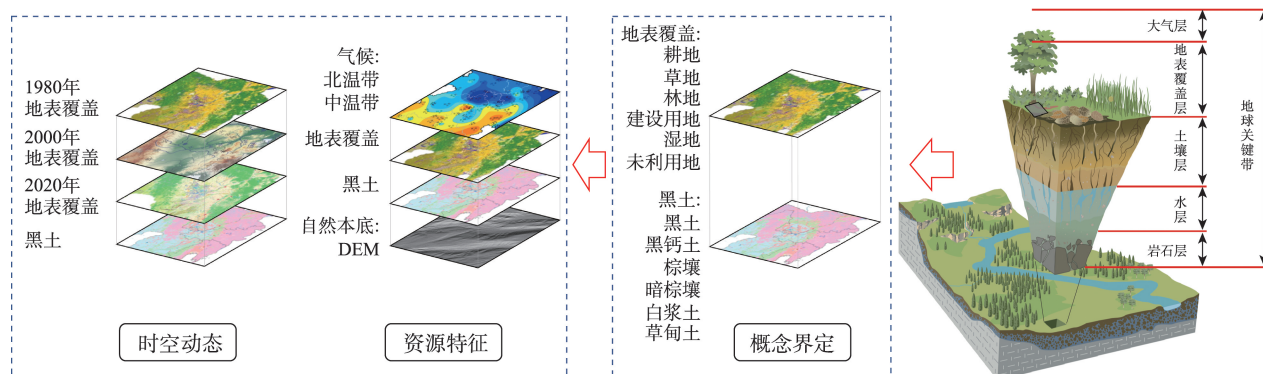 1980年
地表覆盖
2000年
地表覆盖
2020年
地表覆盖
黑土
时空动态
气候:
北温带
中温带
地表覆盖
黑土
自然本底:
DEM
资源特征
地表覆盖:
耕地
草地
林地
建设用地
湿地
未利用地
黑土:
黑土
黑钙土
棕壤
暗棕壤
白浆土
草甸土
概念界定
大气层
地表覆盖层
土壤层
水层
岩石层
地球关键带